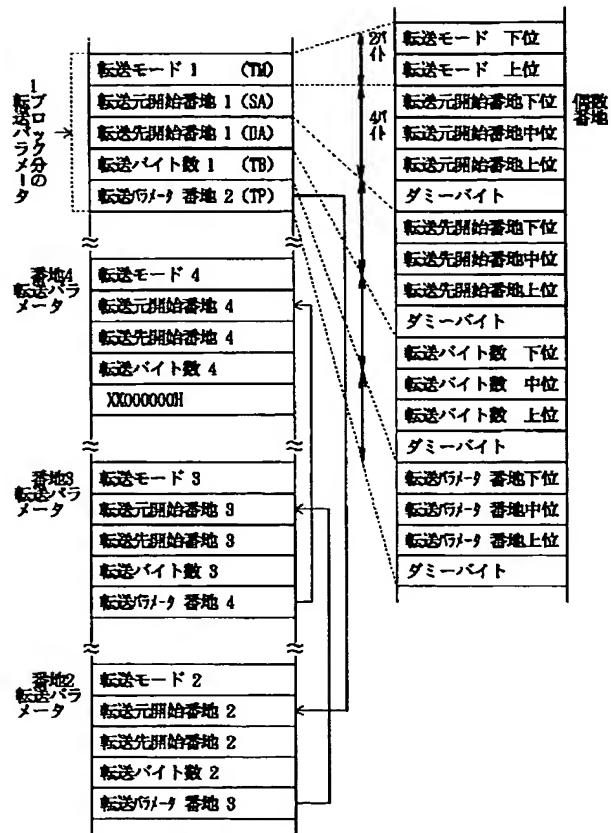 1ブロック分の
転送パラメータ
転送モード 1 (TM)
転送元開始番地 1 (SA)
転送先開始番地 1 (DA)
転送バイト数 1 (TB)
転送パラメータ 番地 2 (TP)
番地4
転送パラ
メータ
転送モード 4
転送元開始番地 4
転送先開始番地 4
転送バイト数 4
XX000000H
番地3
転送パラ
メータ
転送モード 3
転送元開始番地 3
転送先開始番地 3
転送バイト数 3
転送パラメータ 番地 4
番地2
転送パラ
メータ
転送モード 2
転送元開始番地 2
転送先開始番地 2
転送バイト数 2
転送パラメータ 番地 3
2バイト
4バイト
転送モード 下位
転送モード 上位
転送元開始番地下位
転送元開始番地中位
転送元開始番地上位
ダミーバイト
転送先開始番地下位
転送先開始番地中位
転送先開始番地上位
ダミーバイト
転送バイト数 下位
転送バイト数 中位
転送バイト数 上位
ダミーバイト
転送パラメータ 番地下位
転送パラメータ 番地中位
転送パラメータ 番地上位
ダミーバイト
偶数
番地